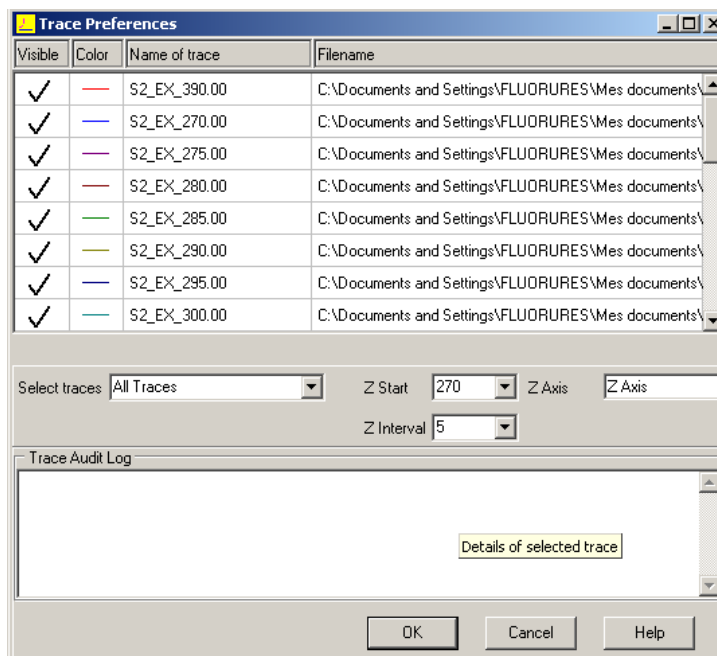 Trace Preferences
Visible Color Name of trace Filename
S2_EX_390.00 C:\Documents and Settings\FLUORURES\Mes documents\
S2_EX_270.00 C:\Documents and Settings\FLUORURES\Mes documents\
S2_EX_275.00 C:\Documents and Settings\FLUORURES\Mes documents\
S2_EX_280.00 C:\Documents and Settings\FLUORURES\Mes documents\
S2_EX_285.00 C:\Documents and Settings\FLUORURES\Mes documents\
S2_EX_290.00 C:\Documents and Settings\FLUORURES\Mes documents\
S2_EX_295.00 C:\Documents and Settings\FLUORURES\Mes documents\
S2_EX_300.00 C:\Documents and Settings\FLUORURES\Mes documents\
Select traces All Traces Z Start 270 Z Axis Z Axis
Z Interval 5
Trace Audit Log
Details of selected trace
OK Cancel Help